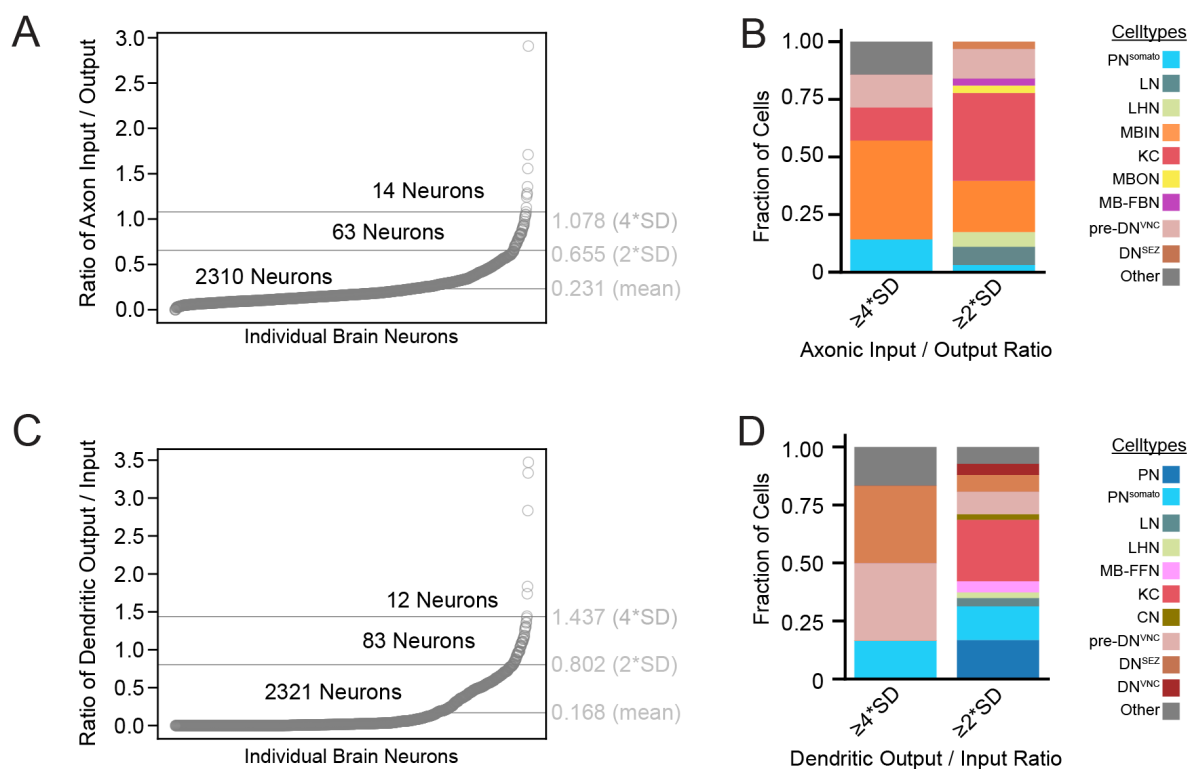 A
Ratio of Axon Input / Output
3.0
2.5
2.0
1.5
1.0
0.5
0.0
14 Neurons
63 Neurons
2310 Neurons
1.078 (4*SD)
0.655 (2*SD)
0.231 (mean)
Individual Brain Neurons
B
Fraction of Cells
1.00
0.75
0.50
0.25
0
≥4*SD
≥2*SD
Axonic Input / Output Ratio
Celltypes
PNsomato
LN
LHN
MBIN
KC
MBON
MB-FBN
pre-DNVNC
DNSEZ
Other
C
Ratio of Dendritic Output / Input
3.5
3.0
2.5
2.0
1.5
1.0
0.5
0.0
12 Neurons
83 Neurons
2321 Neurons
1.437 (4*SD)
0.802 (2*SD)
0.168 (mean)
Individual Brain Neurons
D
Fraction of Cells
1.00
0.75
0.50
0.25
0
≥4*SD
≥2*SD
Dendritic Output / Input Ratio
Celltypes
PN
PNsomato
LN
LHN
MB-FFN
KC
CN
pre-DNVNC
DNSEZ
DNVNC
Other